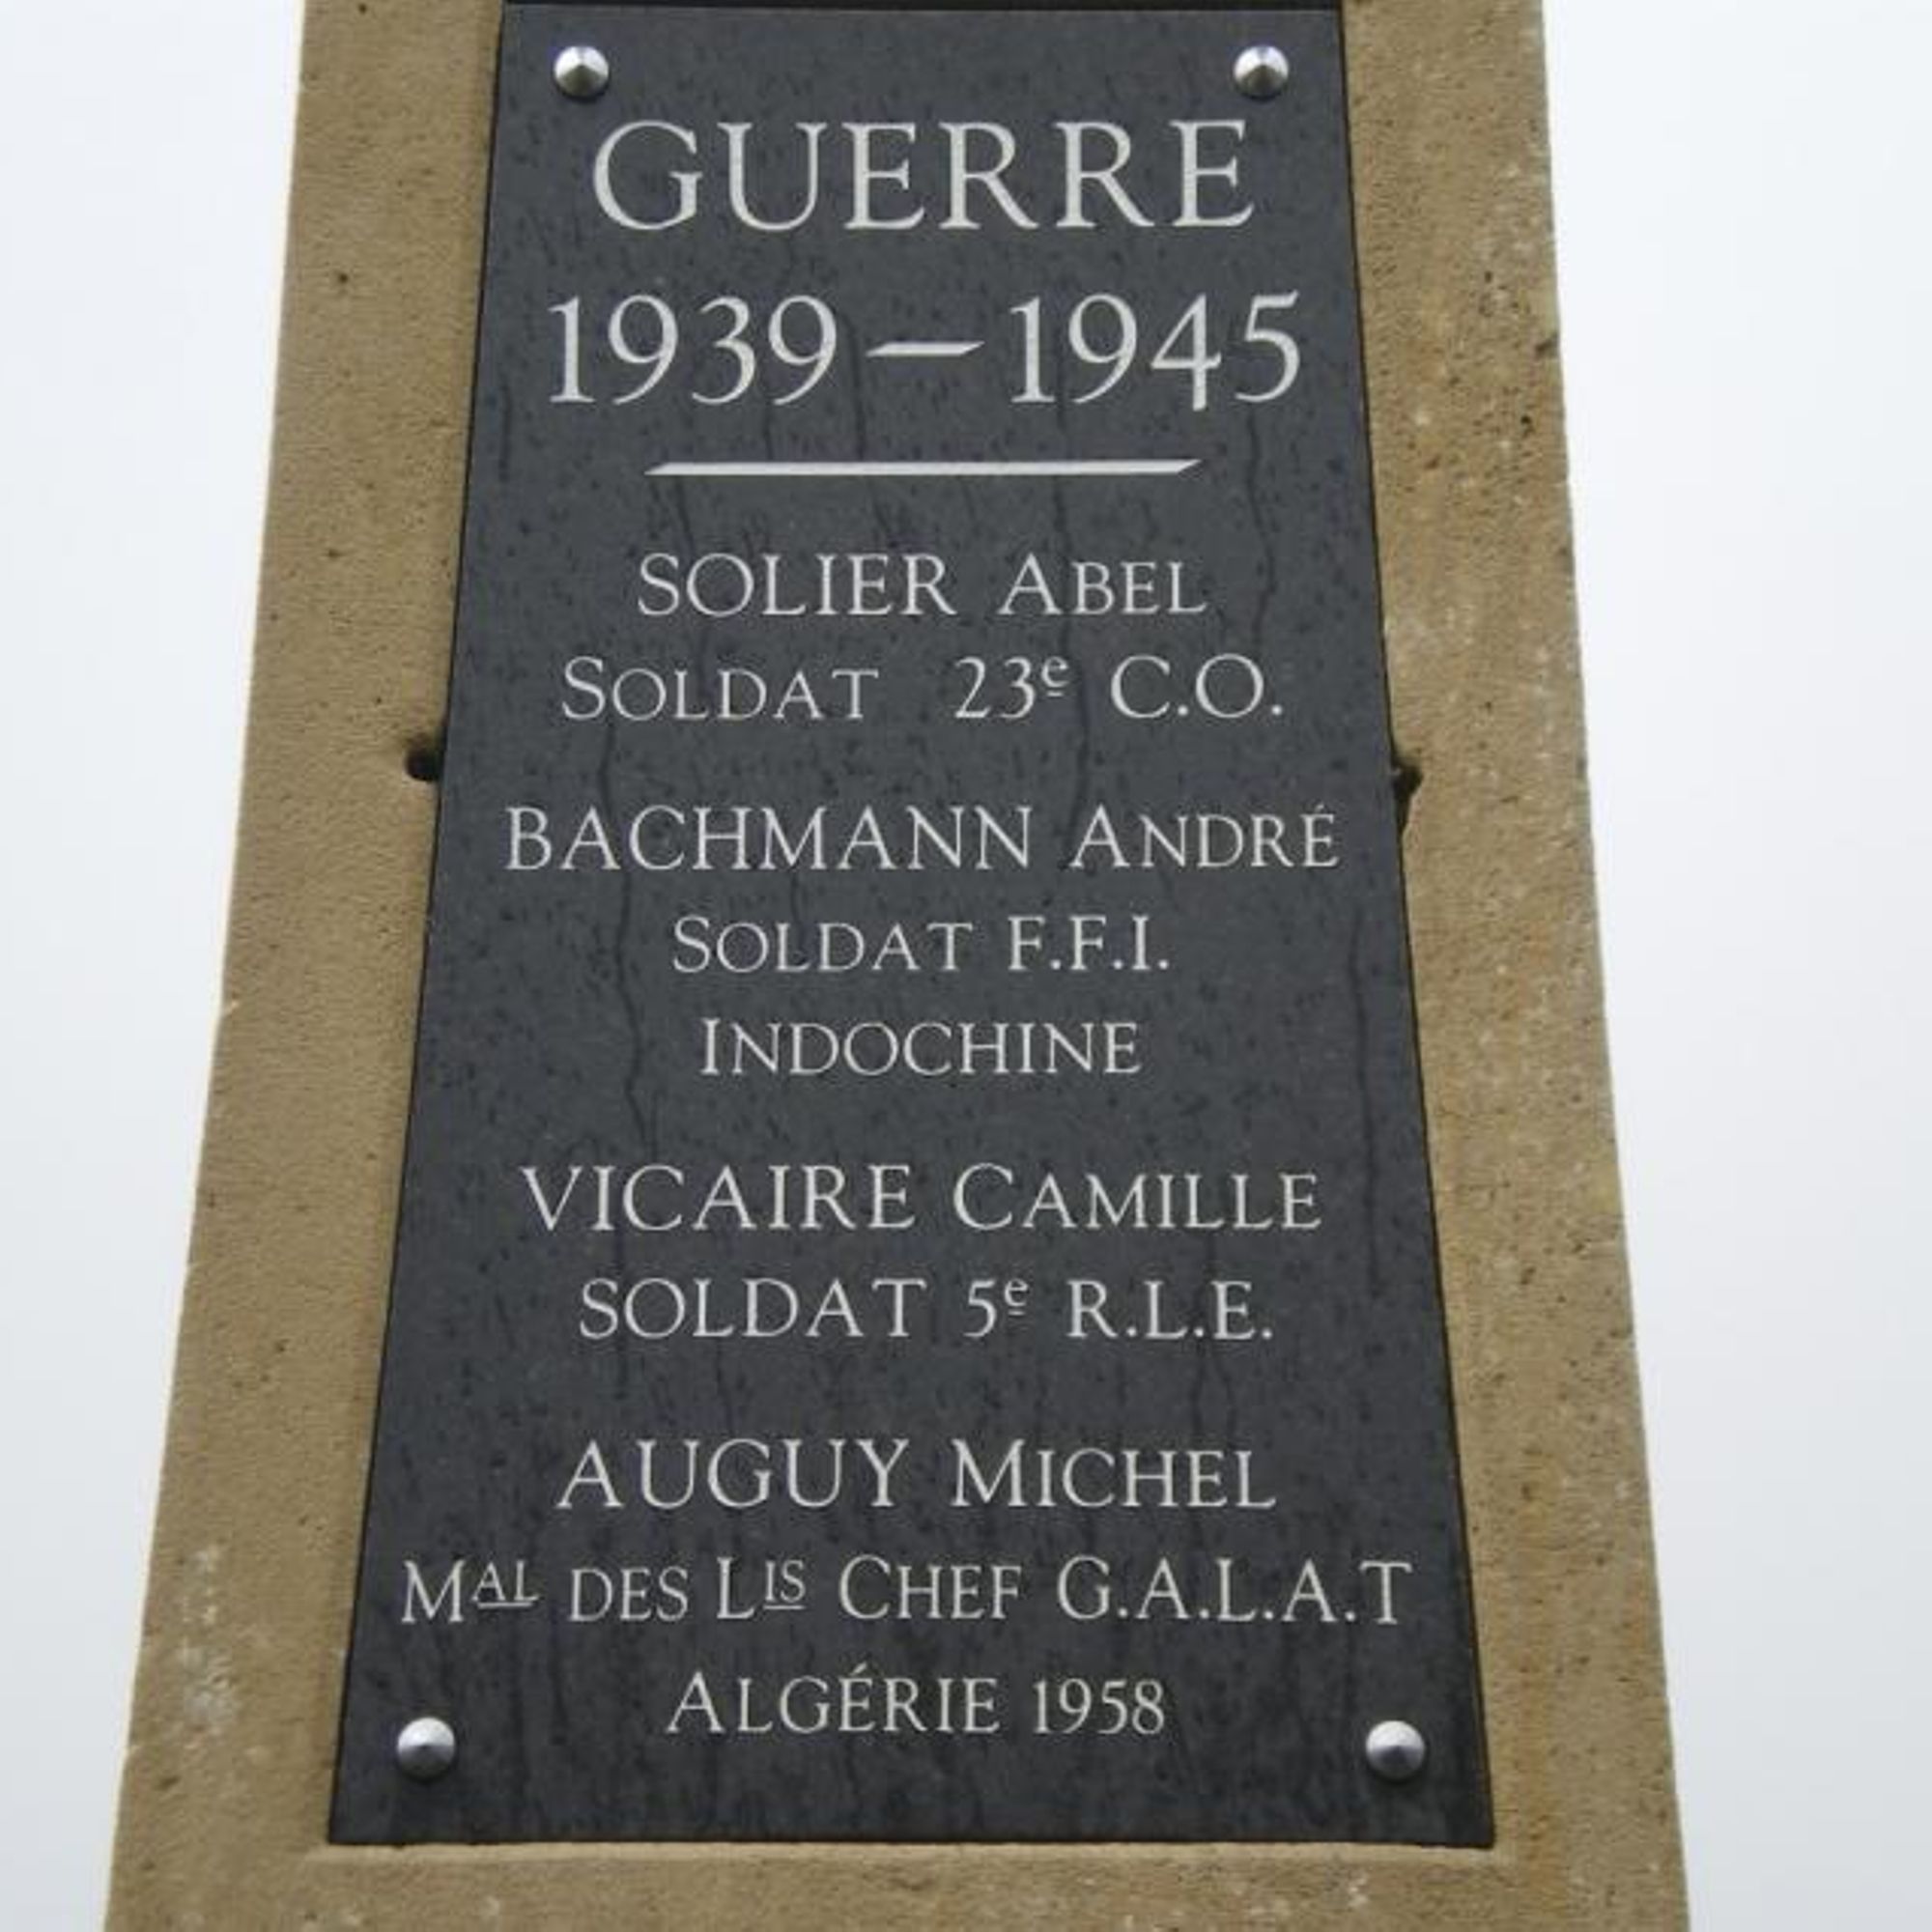 GUERRE
1939 – 1945
SOLIER ABEL
SOLDAT 23e C.O.
BACHMANN ANDRÉ
SOLDAT F.F.I.
INDOCHINE
VICAIRE CAMILLE
SOLDAT 5e R.L.E.
AUGUY MICHEL
MAL DES LIS CHEF G.A.L.A.T
ALGÉRIE 1958